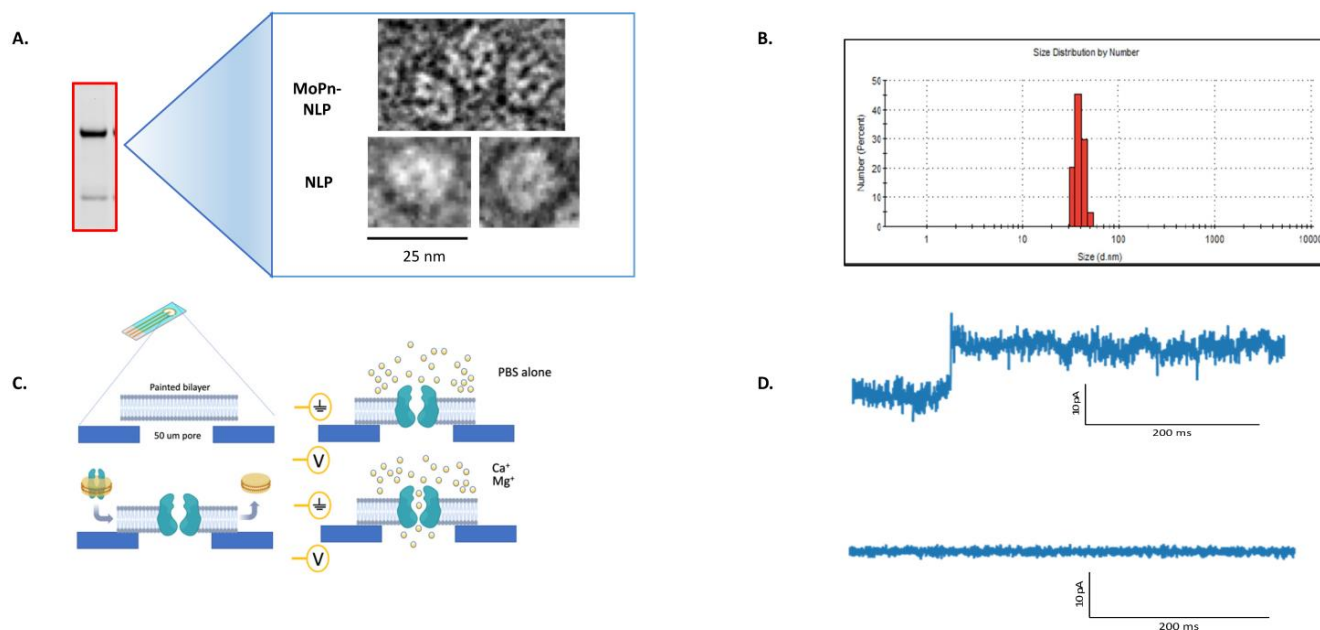 A.
MoPn-
NLP
NLP
25 nm
B.
Size Distribution by Number
Number (Percent)
50
40
30
20
10
0
1
10
100
1000
10000
Size (d.nm)
C.
Painted bilayer
50 um pore
V
PBS alone
Ca⁺
Mg⁺
V
D.
10 pA
200 ms
10 pA
200 ms